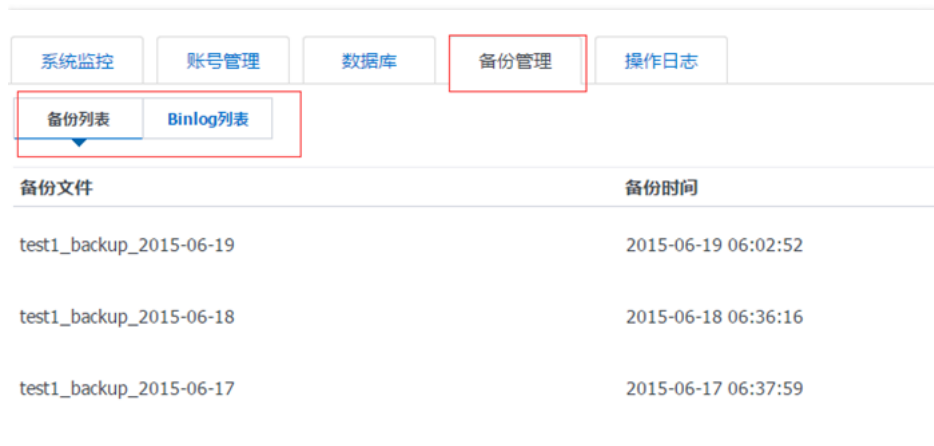 系统监控 账号管理 数据库 备份管理 操作日志
备份列表 Binlog列表
备份文件 备份时间
test1_backup_2015-06-19 2015-06-19 06:02:52
test1_backup_2015-06-18 2015-06-18 06:36:16
test1_backup_2015-06-17 2015-06-17 06:37:59